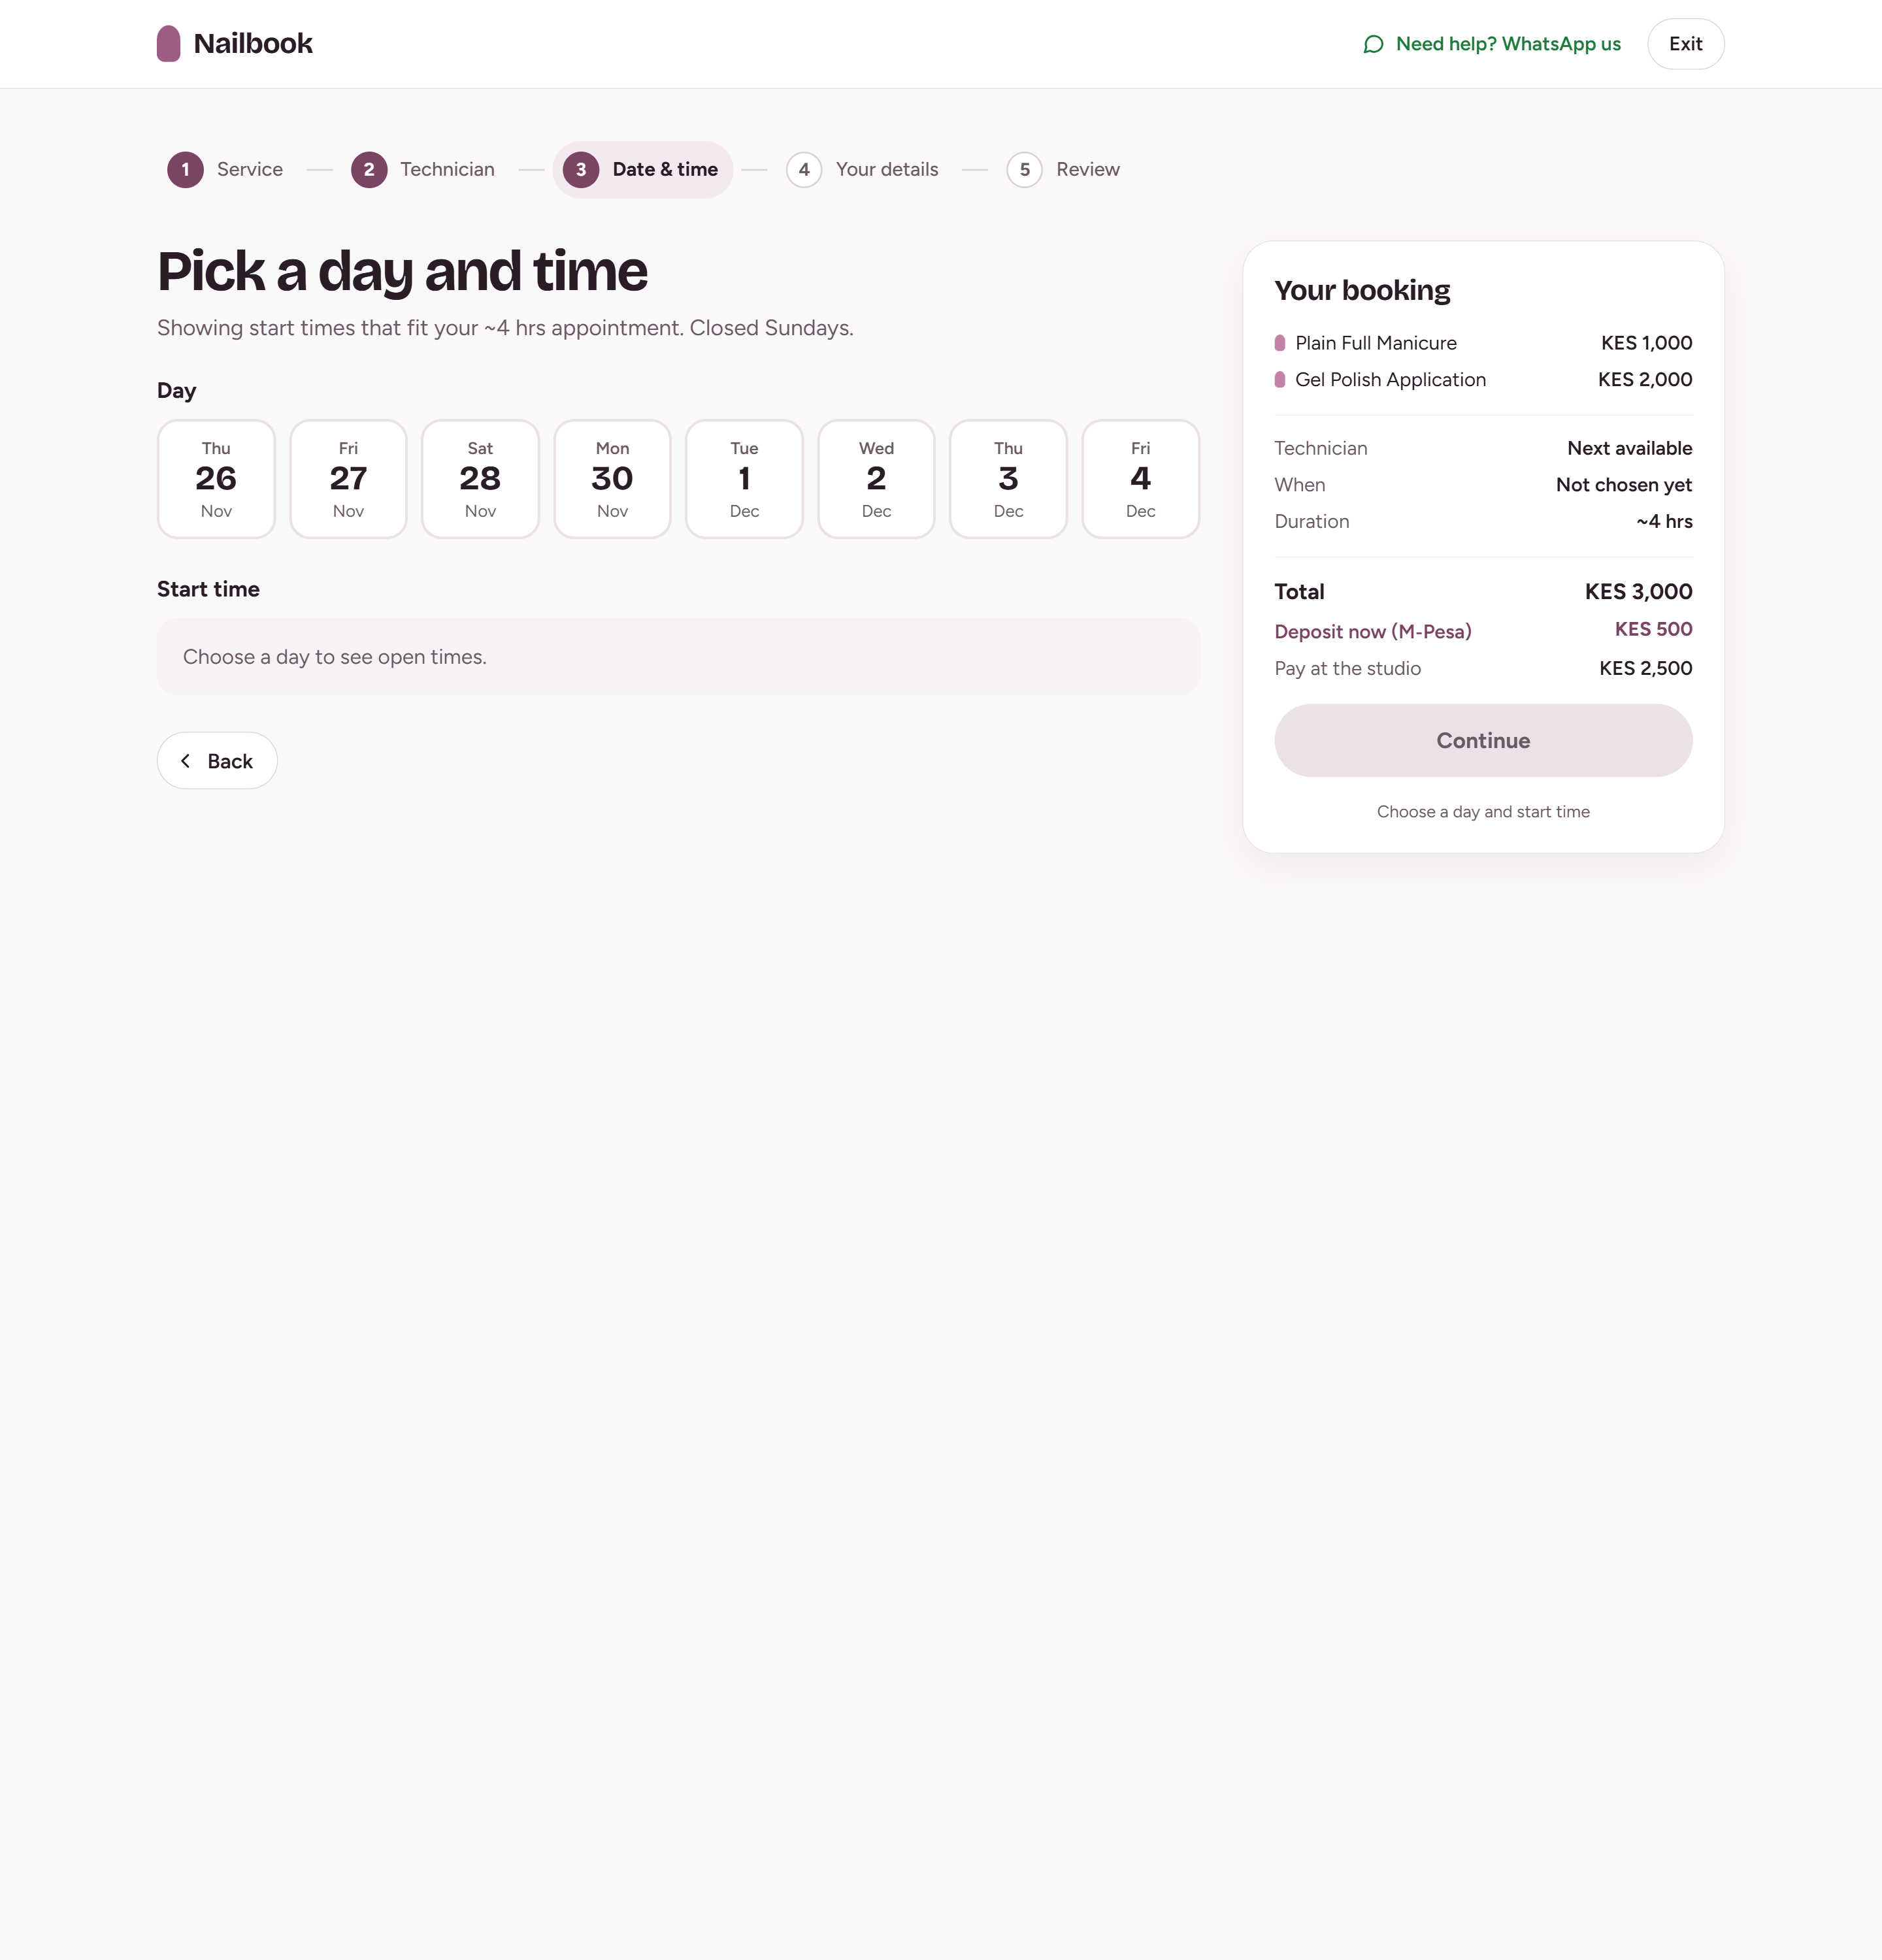 Nailbook
Need help? WhatsApp us
Exit
1 Service
2 Technician
3 Date & time
4 Your details
5 Review
Pick a day and time
Showing start times that fit your ~4 hrs appointment. Closed Sundays.
Day
Thu
26
Nov
Fri
27
Nov
Sat
28
Nov
Mon
30
Nov
Tue
1
Dec
Wed
2
Dec
Thu
3
Dec
Fri
4
Dec
Start time
Choose a day to see open times.
Back
Your booking
Plain Full Manicure KES 1,000
Gel Polish Application KES 2,000
Technician Next available
When Not chosen yet
Duration ~4 hrs
Total KES 3,000
Deposit now (M-Pesa) KES 500
Pay at the studio KES 2,500
Continue
Choose a day and start time